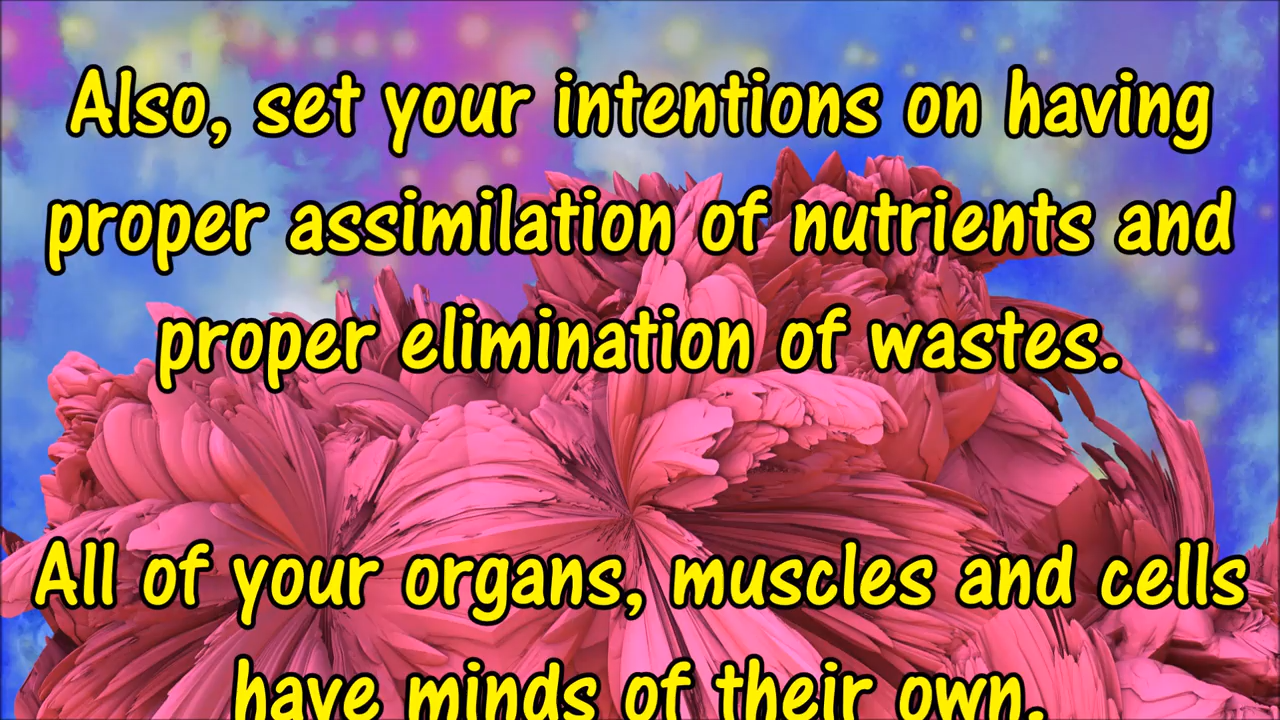 Also, set your intentions on having
proper assimilation of nutrients and
proper elimination of wastes.
All of your organs, muscles and cells
have minds of their own.